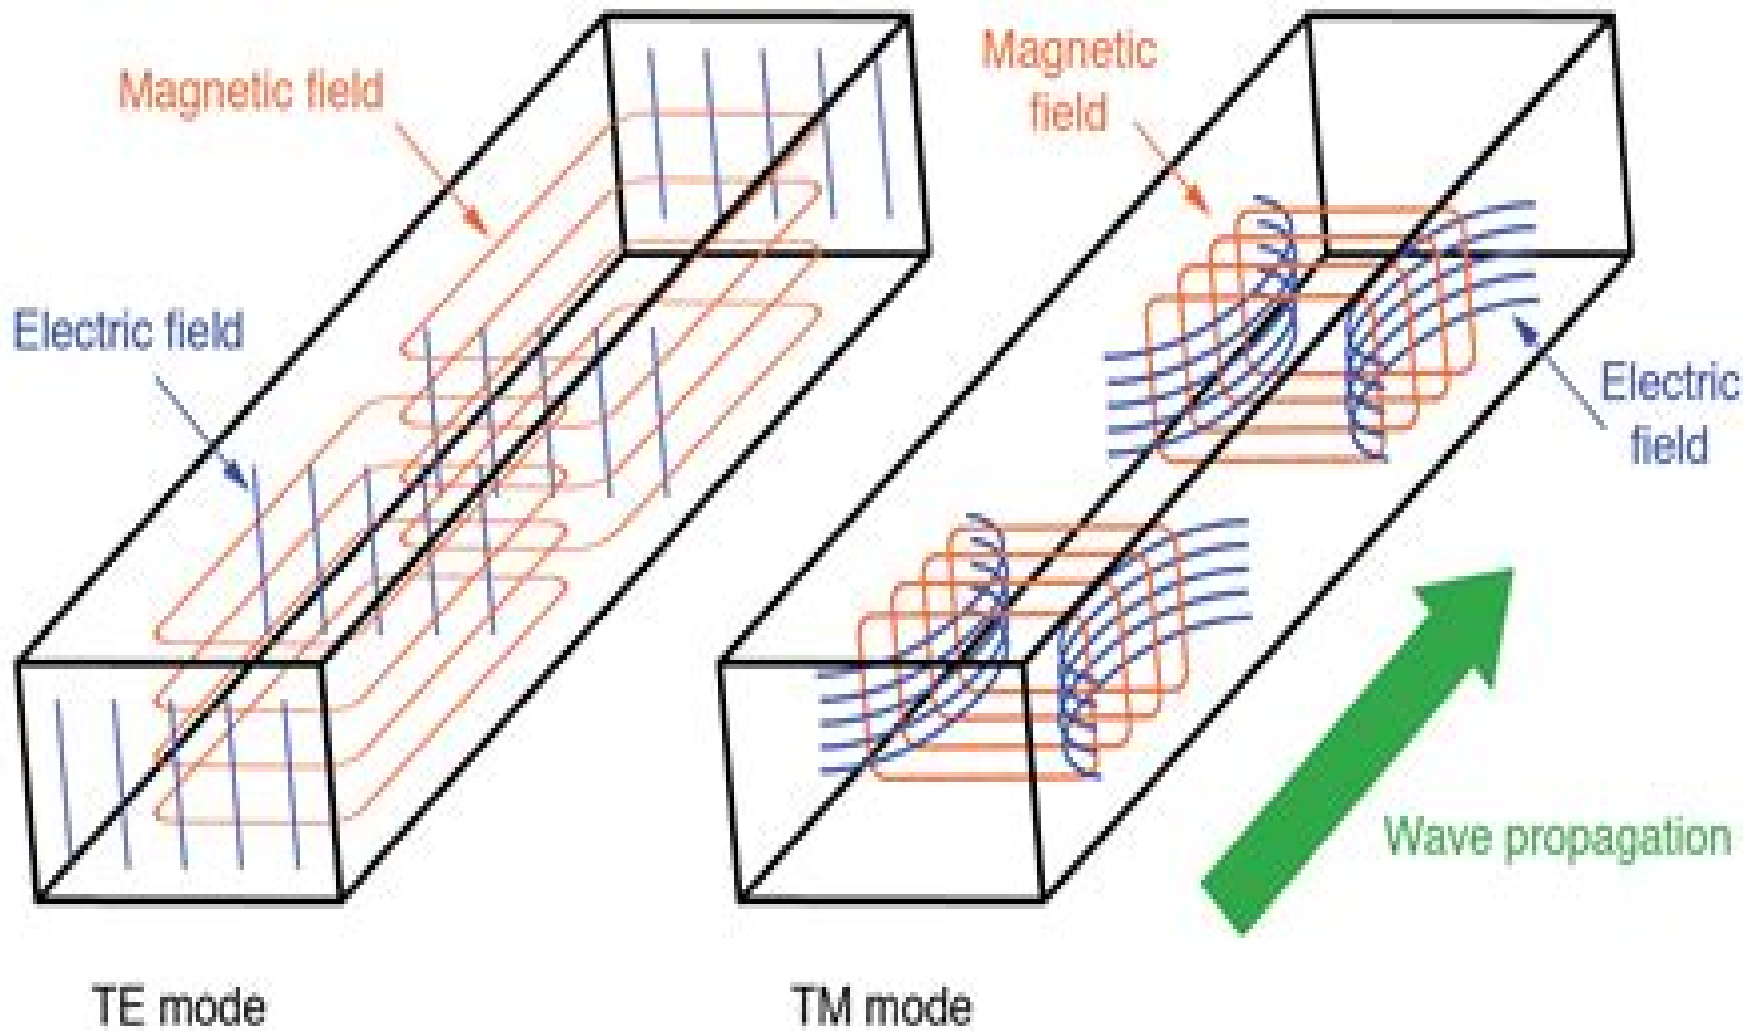 Magnetic field
Electric field
TE mode
Magnetic
field
Electric
field
Wave propagation
TM mode